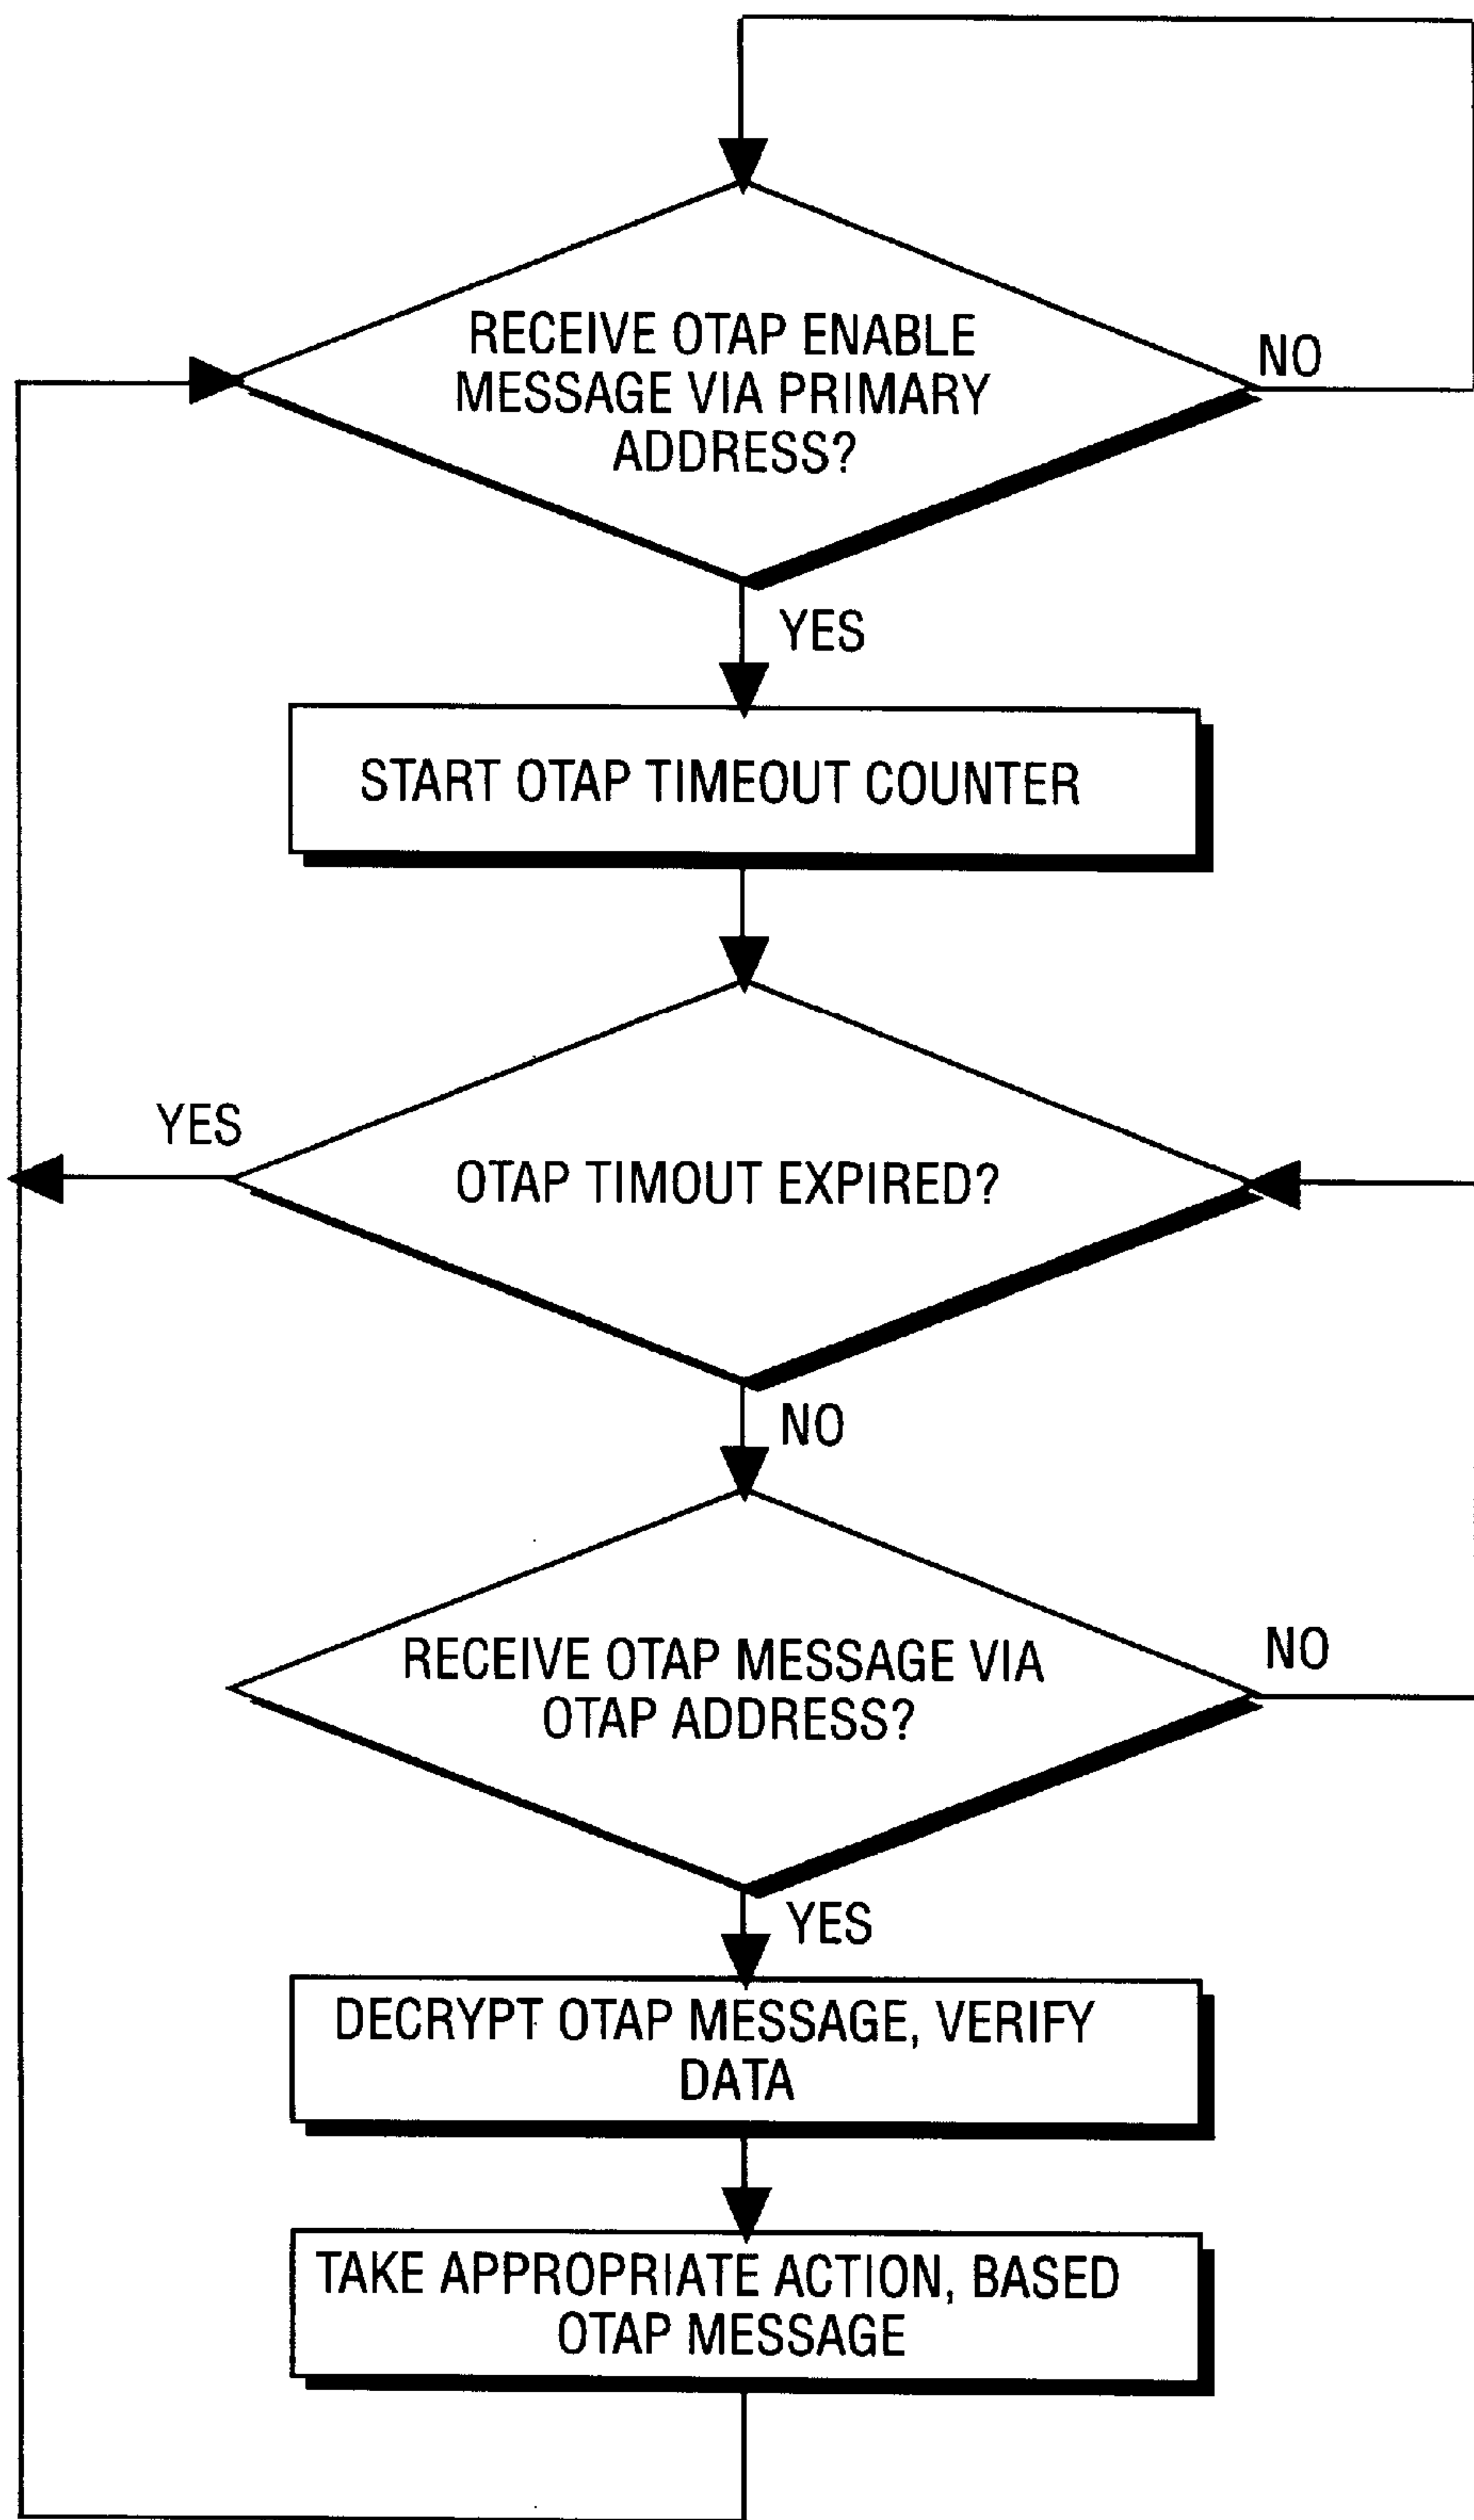 RECEIVE OTAP ENABLE
MESSAGE VIA PRIMARY
ADDRESS?
NO
YES
START OTAP TIMEOUT COUNTER
YES
OTAP TIMOUT EXPIRED?
NO
RECEIVE OTAP MESSAGE VIA
OTAP ADDRESS?
NO
YES
DECRYPT OTAP MESSAGE, VERIFY
DATA
TAKE APPROPRIATE ACTION, BASED
OTAP MESSAGE